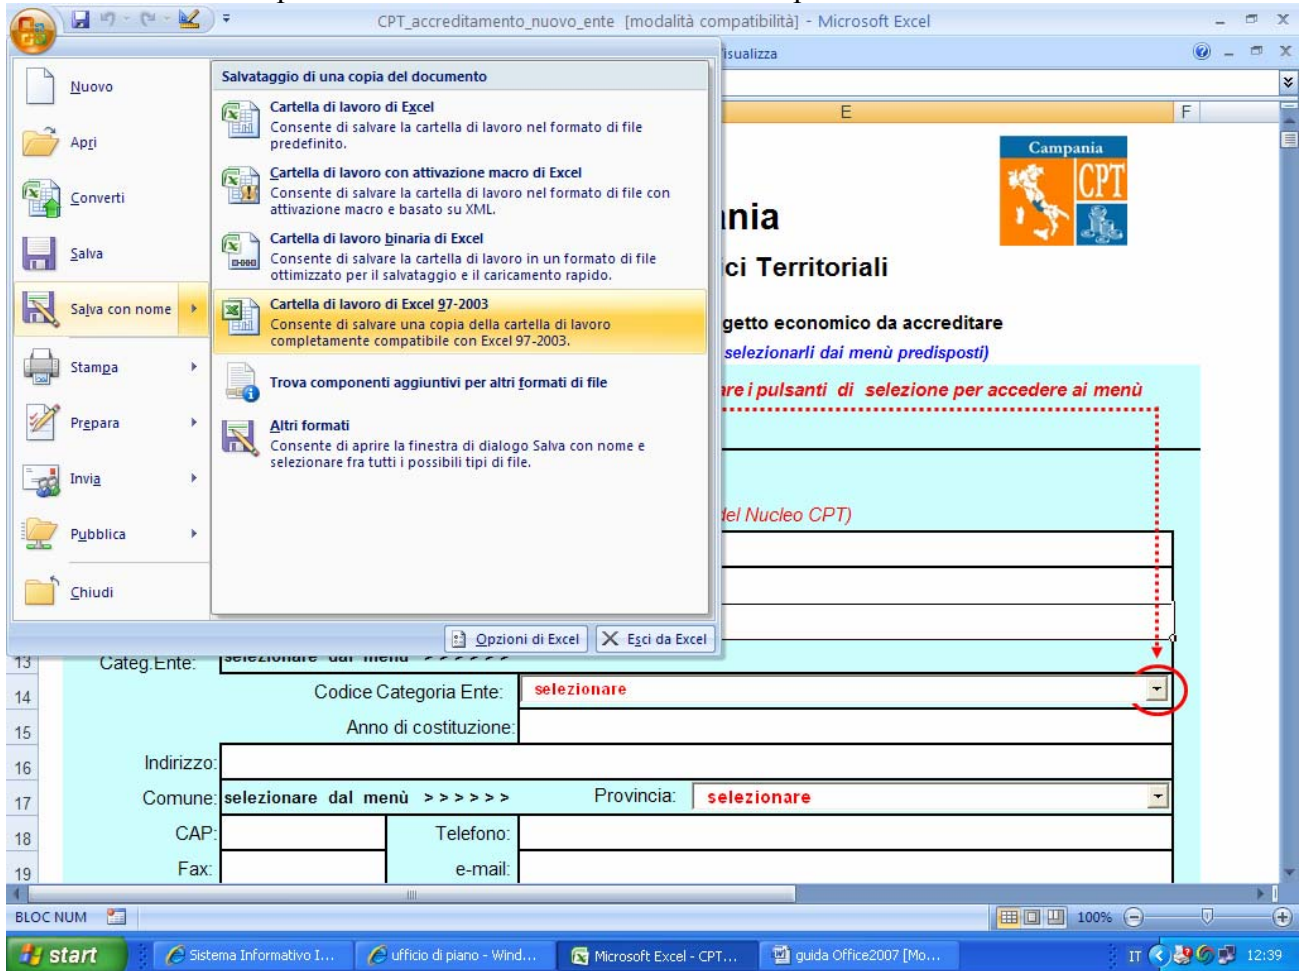 CPT_accreditamento_nuovo_ente [modalità compatibilità] - Microsoft Excel
isualizza
Nuovo
Apri
Converti
Salva
Salva con nome
Stampa
Prepara
Invia
Pubblica
Chiudi
Salvataggio di una copia del documento
Cartella di lavoro di Excel
Consente di salvare la cartella di lavoro nel formato di file
predefinito.
Cartella di lavoro con attivazione macro di Excel
Consente di salvare la cartella di lavoro nel formato di file con
attivazione macro e basato su XML.
Cartella di lavoro binaria di Excel
Consente di salvare la cartella di lavoro in un formato di file
ottimizzato per il salvataggio e il caricamento rapido.
Cartella di lavoro di Excel 97-2003
Consente di salvare una copia della cartella di lavoro
completamente compatibile con Excel 97-2003.
Trova componenti aggiuntivi per altri formati di file
Altri formati
Consente di aprire la finestra di dialogo Salva con nome e
selezionare fra tutti i possibili tipi di file.
Opzioni di Excel
Esci da Excel
E F
Campania
CPT
nia
ici Territoriali
getto economico da accreditare
selezionarli dai menù predisposti)
are i pulsanti di selezione per accedere ai menù
del Nucleo CPT)
13 Categ.Ente: selezionare dal menù > > > > > >
14 Codice Categoria Ente: selezionare
15 Anno di costituzione:
16 Indirizzo:
17 Comune: selezionare dal menù > > > > > > Provincia: selezionare
18 CAP: Telefono:
19 Fax: e-mail:
BLOC NUM 100%
start Sistema Informativo I... ufficio di piano - Wind... Microsoft Excel - CPT... guida Office2007 [Mo... IT 12:39